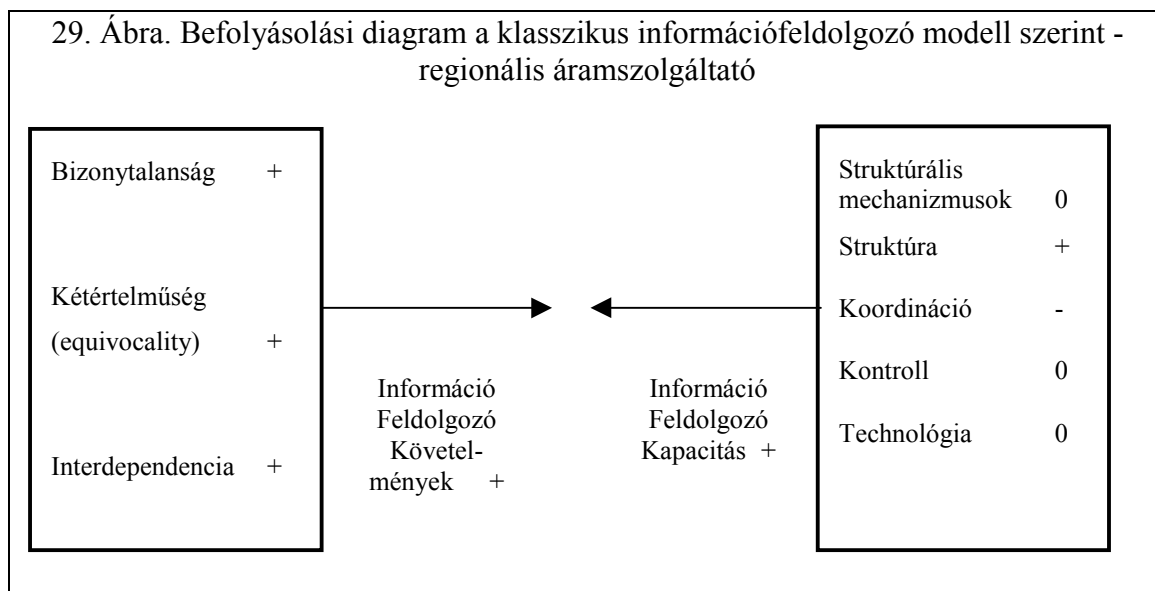 29. Ábra. Befolyásolási diagram a klasszikus információfeldolgozó modell szerint -
regionális áramszolgáltató
Bizonytalanság +
Kétértelműség
(equivocality) +
Interdependencia +
Információ
Feldolgozó
Követel-
mények +
Információ
Feldolgozó
Kapacitás +
Struktúrális
mechanizmusok 0
Struktúra +
Koordináció -
Kontroll 0
Technológia 0